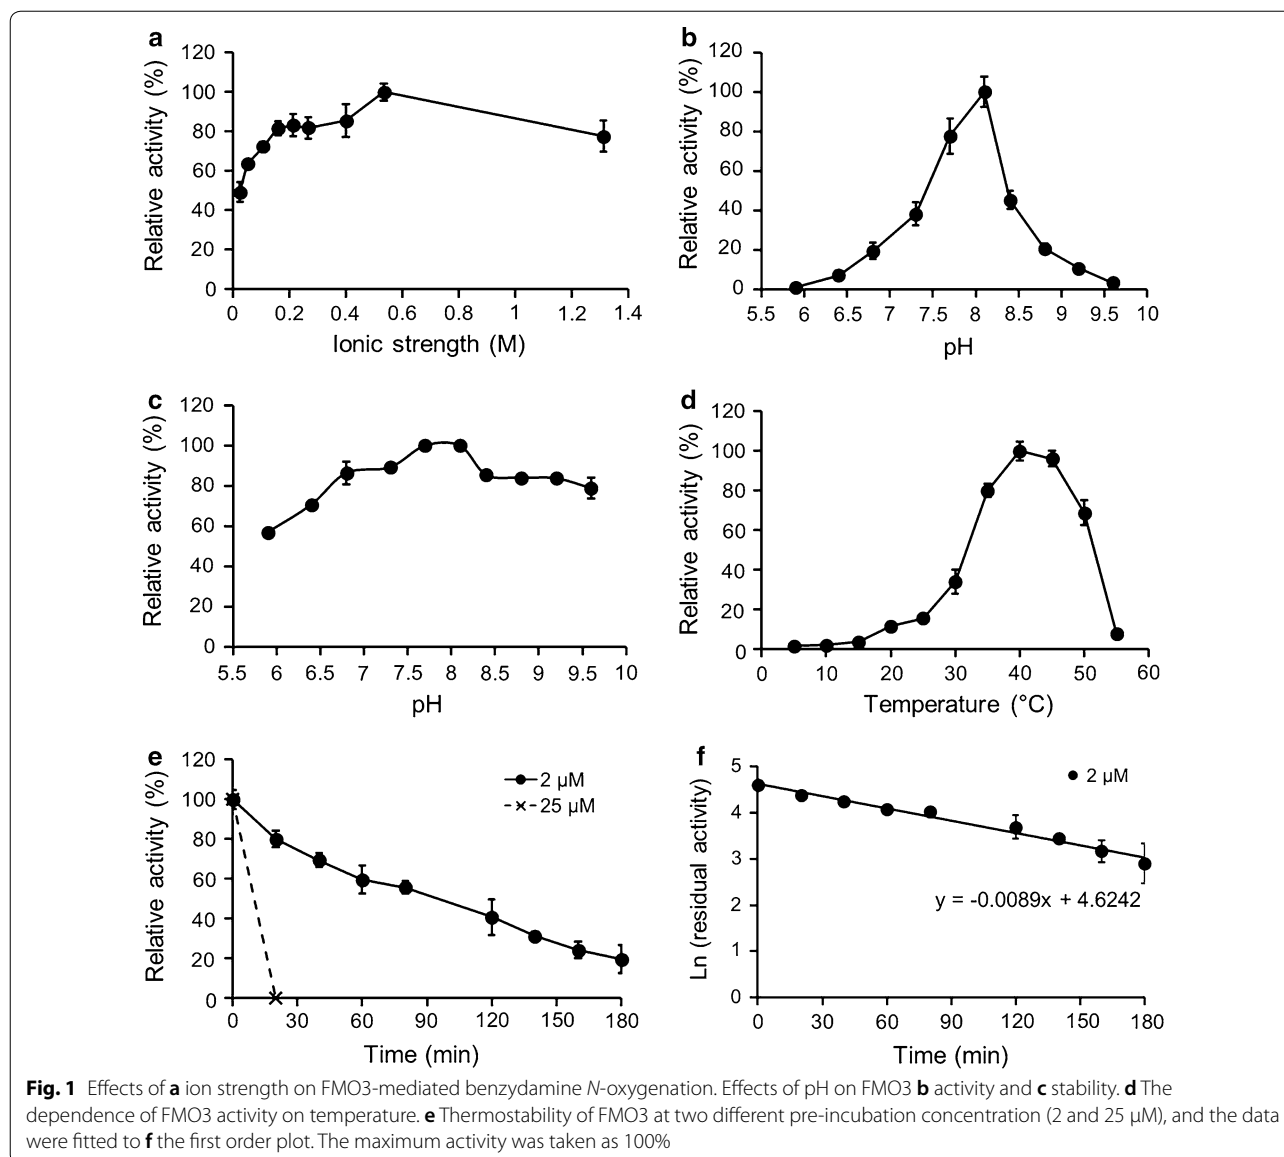 a
120
100
80
60
40
20
0
Relative activity (%)
0 0.2 0.4 0.6 0.8 1 1.2 1.4
Ionic strength (M)
b
120
100
80
60
40
20
0
Relative activity (%)
5.5 6 6.5 7 7.5 8 8.5 9 9.5 10
pH
c
120
100
80
60
40
20
0
Relative activity (%)
5.5 6 6.5 7 7.5 8 8.5 9 9.5 10
pH
d
120
100
80
60
40
20
0
Relative activity (%)
0 10 20 30 40 50 60
Temperature (°C)
e
120
100
80
60
40
20
0
Relative activity (%)
2 µM
25 µM
0 30 60 90 120 150 180
Time (min)
f
5
4
3
2
1
0
Ln (residual activity)
2 µM
y = -0.0089x + 4.6242
0 30 60 90 120 150 180
Time (min)
Fig. 1 Effects of a ion strength on FMO3-mediated benzydamine N-oxygenation. Effects of pH on FMO3 b activity and c stability. d The
dependence of FMO3 activity on temperature. e Thermostability of FMO3 at two different pre-incubation concentration (2 and 25 µM), and the data
were fitted to f the first order plot. The maximum activity was taken as 100%